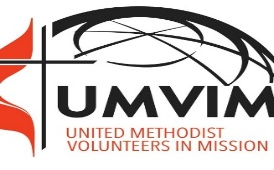 UMVIM
UNITED METHODIST
VOLUNTEERS IN MISSION